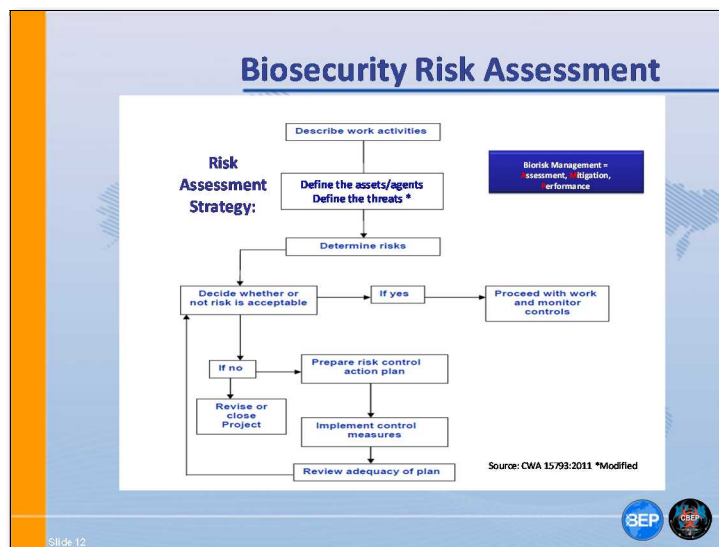 Biosecurity Risk Assessment
Describe work activities
Risk
Assessment
Strategy:
Biorisk Management =
Assessment, Mitigation,
Performance
Define the assets/agents
Define the threats *
Determine risks
Decide whether or
not risk is acceptable
If yes
Proceed with work
and monitor
controls
If no
Prepare risk control
action plan
Revise or
close
Project
Implement control
measures
Review adequacy of plan
Source: CWA 15793:2011 *Modified
BEP
CBEP
Slide 12